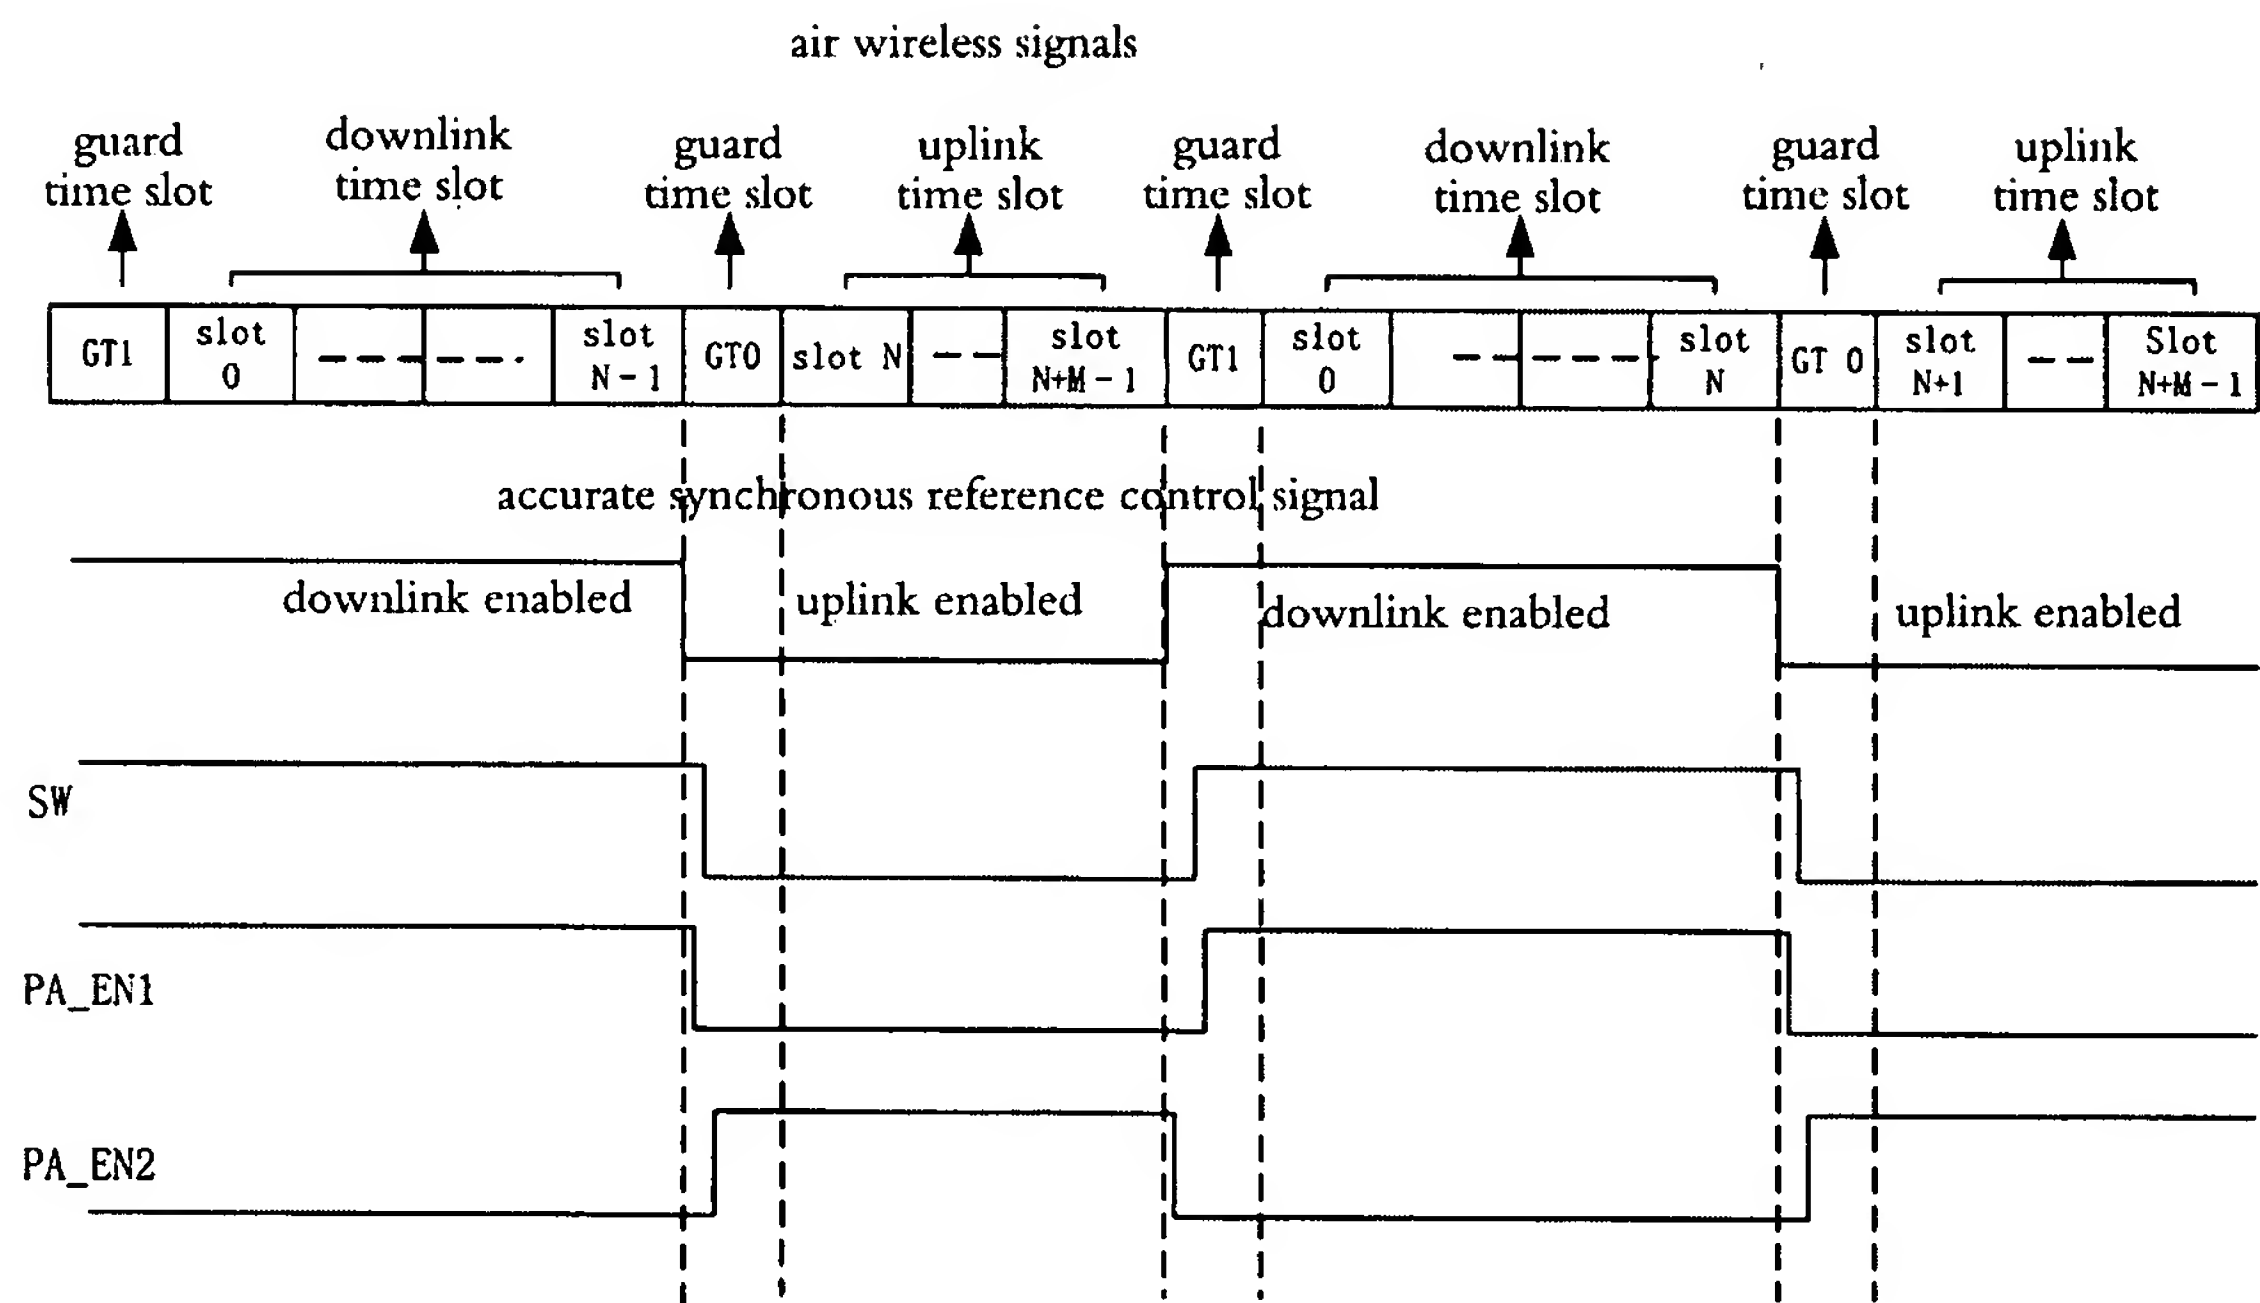 air wireless signals
guard
time slot
downlink
time slot
guard
time slot
uplink
time slot
guard
time slot
downlink
time slot
guard
time slot
uplink
time slot
GT1
slot
0
slot
N-1
GT0
slot N
slot
N+M-1
GT1
slot
0
slot
N
GT 0
slot
N+1
Slot
N+M-1
accurate synchronous reference control signal
downlink enabled
uplink enabled
downlink enabled
uplink enabled
SW
PA_EN1
PA_EN2